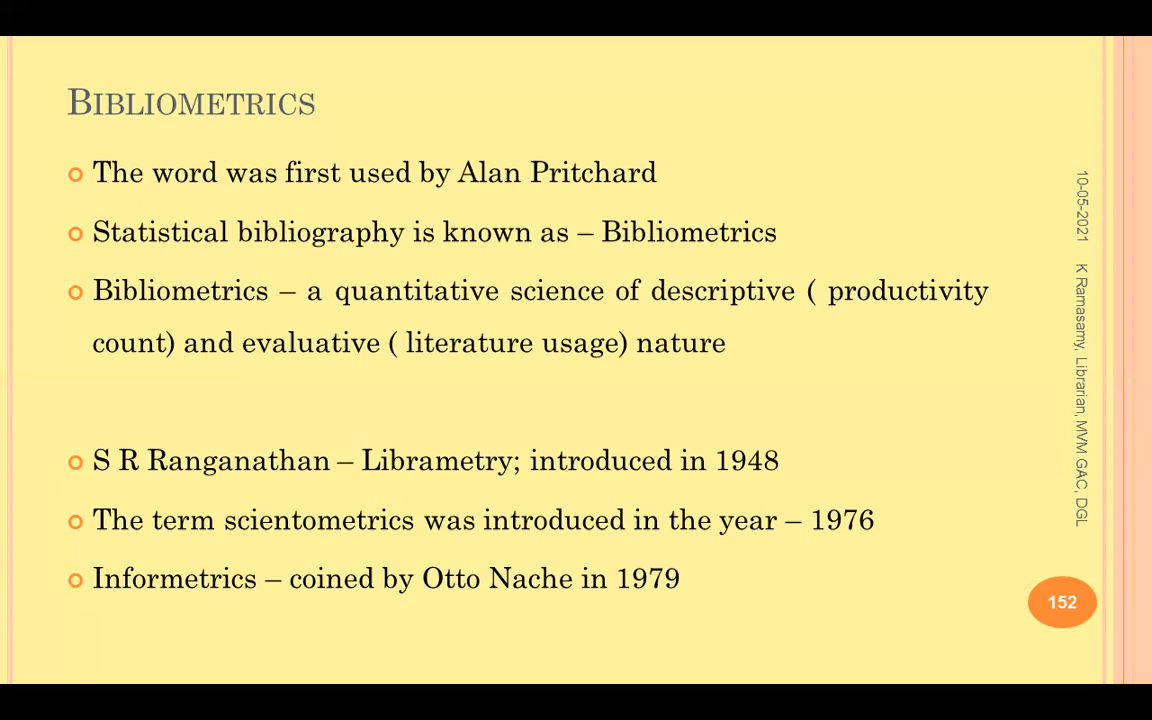 BIBLIOMETRICS
The word was first used by Alan Pritchard
Statistical bibliography is known as – Bibliometrics
Bibliometrics – a quantitative science of descriptive ( productivity
count) and evaluative ( literature usage) nature
S R Ranganathan – Librametry; introduced in 1948
The term scientometrics was introduced in the year – 1976
Informetrics – coined by Otto Nache in 1979
10-05-2021 K Ramasamy, Librarian, MVM GAC, DGL
152